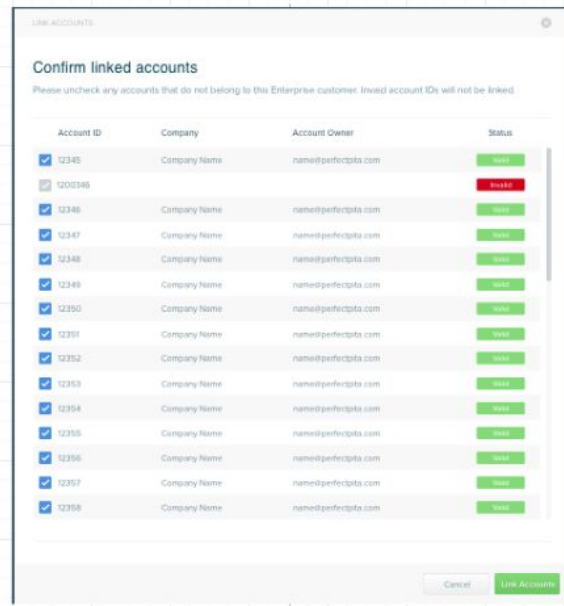 LINK ACCOUNTS
Confirm linked accounts
Please uncheck any accounts that do not belong to this Enterprise customer. Invalid account IDs will not be linked.
Account ID Company Account Owner Status
12345 Company Name name@perfectpita.com Valid
1200346 Invalid
12346 Company Name name@perfectpita.com Valid
12347 Company Name name@perfectpita.com Valid
12348 Company Name name@perfectpita.com Valid
12349 Company Name name@perfectpita.com Valid
12350 Company Name name@perfectpita.com Valid
12351 Company Name name@perfectpita.com Valid
12352 Company Name name@perfectpita.com Valid
12353 Company Name name@perfectpita.com Valid
12354 Company Name name@perfectpita.com Valid
12355 Company Name name@perfectpita.com Valid
12356 Company Name name@perfectpita.com Valid
12357 Company Name name@perfectpita.com Valid
12358 Company Name name@perfectpita.com Valid
Cancel Link Accounts